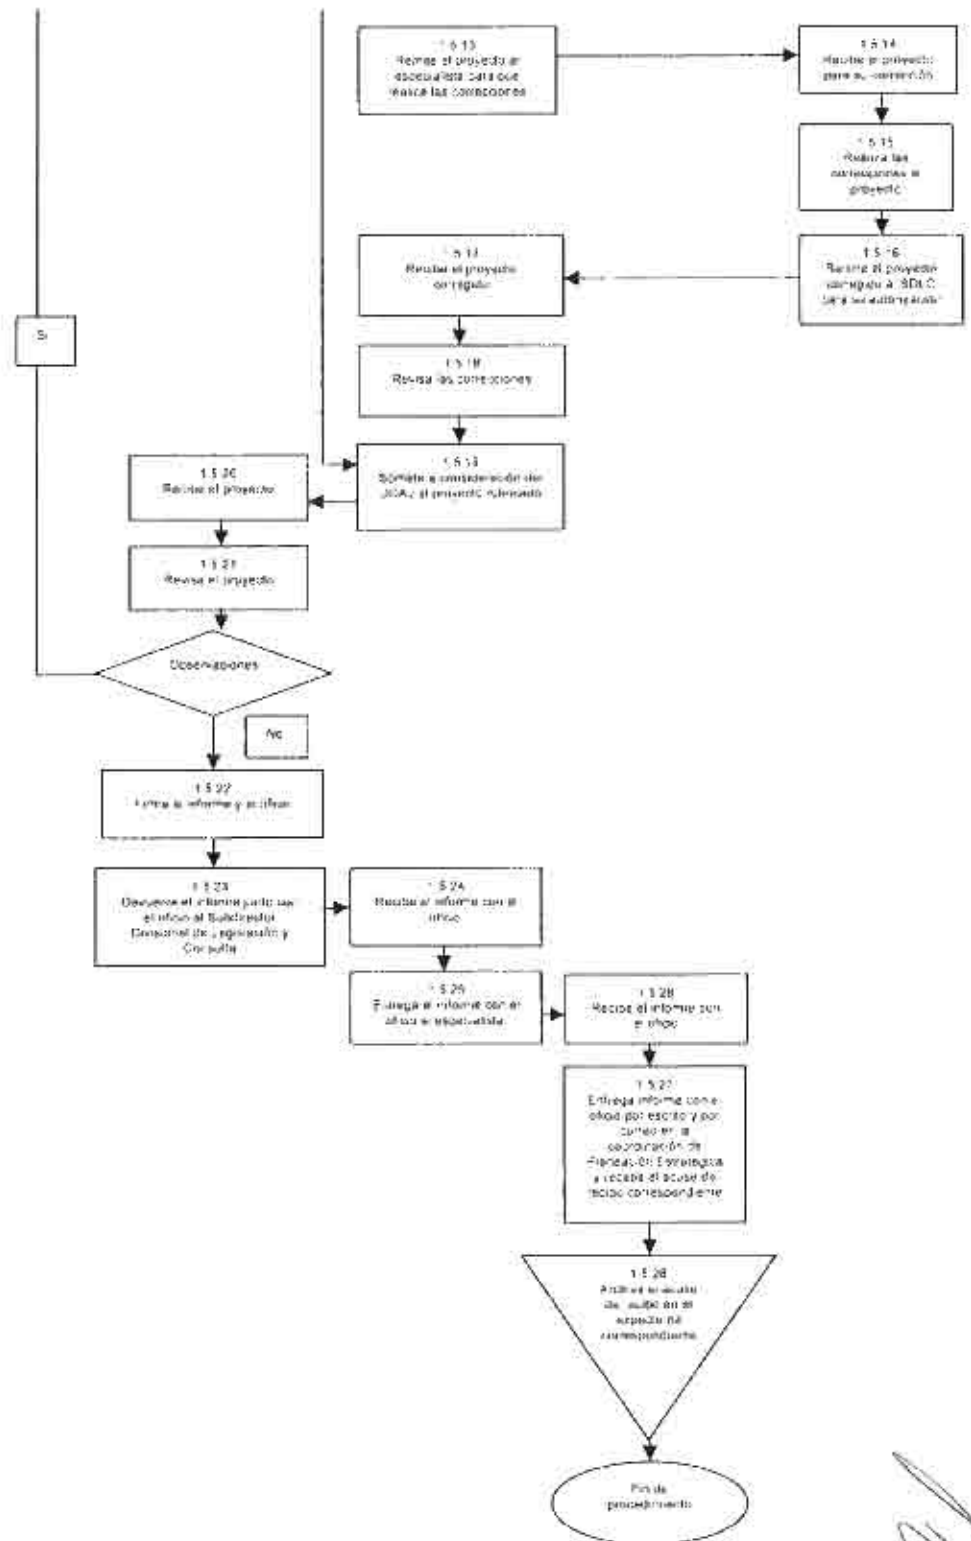 1.5.13
Remite el proyecto al
especialista para que
realice las correcciones
1.5.14
Recibe el proyecto
para su corrección
1.5.15
Realiza las
correcciones al
proyecto
1.5.16
Remite el proyecto
corregido al SDLC
para su
1.5.17
Recibe el proyecto
corregido
1.5.18
Revisa las correcciones
Si
1.5.19
Somete a consideración del
el proyecto
1.5.20
Recibe el proyecto
1.5.21
Revisa el proyecto
Observaciones
No
1.5.22
Firma el informe y el oficio
1.5.23
Devuelve el informe junto con
el oficio al Subdirector
de Legislación y
Consulta
1.5.24
Recibe el informe con el
oficio
1.5.25
Entrega el informe con el
oficio al especialista
1.5.26
Recibe el informe con
el oficio
1.5.27
Entrega informe con el
oficio por escrito y por
correo en la
coordinación de
Planeación Estratégica
y recaba el acuse de
recibo correspondiente
1.5.28
Archiva el acuse
de recibo en el
expediente
correspondiente
Fin de
procedimiento